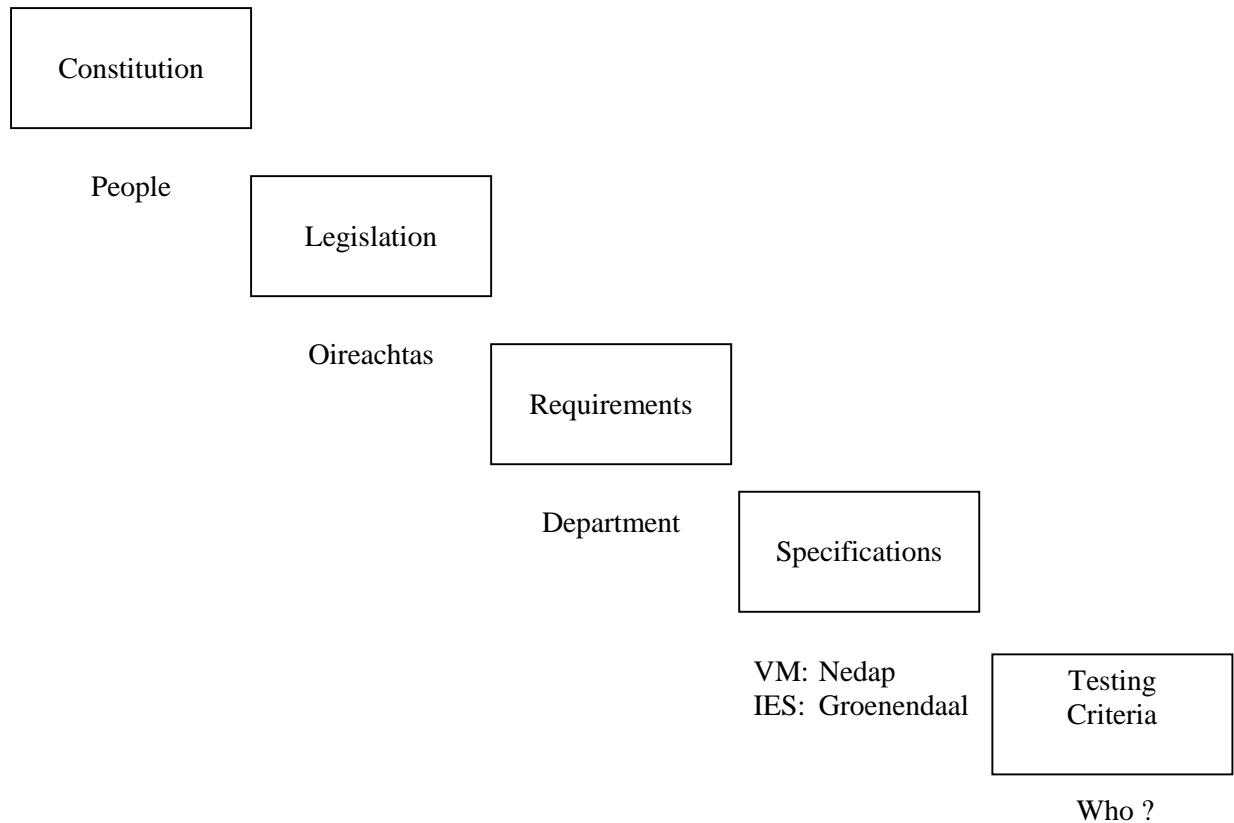 Constitution
People
Legislation
Oireachtas
Requirements
Department
Specifications
VM: Nedap
IES: Groenendaal
Testing
Criteria
Who ?